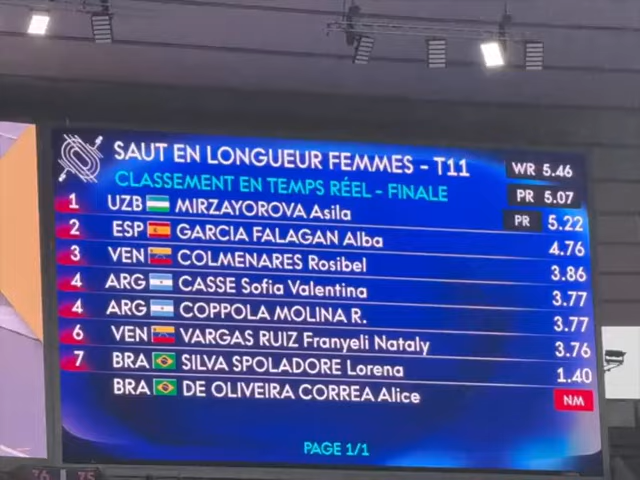 SAUT EN LONGUEUR FEMMES - T11 WR 5.46
CLASSEMENT EN TEMPS RÉEL - FINALE PR 5.07
1 UZB MIRZAYOROVA Asila PR 5.22
2 ESP GARCIA FALAGAN Alba 4.76
3 VEN COLMENARES Rosibel 3.86
4 ARG CASSE Sofia Valentina 3.77
4 ARG COPPOLA MOLINA R. 3.77
6 VEN VARGAS RUIZ Franyeli Nataly 3.76
7 BRA SILVA SPOLADORE Lorena 1.40
BRA DE OLIVEIRA CORREA Alice NM
PAGE 1/1
76 75